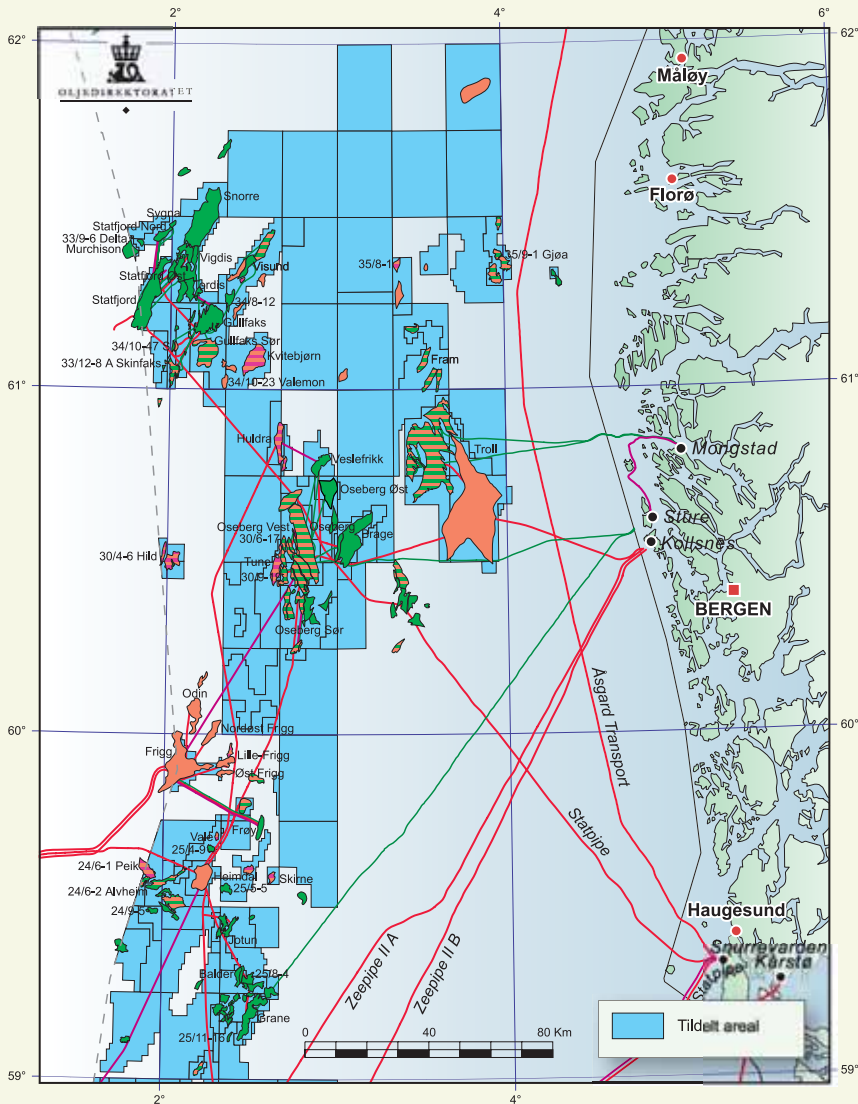 2°
4°
6°
62°
62°
OLJEDIREKTORATET
Måløy
Florø
Snorre
Sygna
Statfjord Nord
33/9-6 Delta
Murchison
Vigdis
Visund
Statfjord
34/8-12
Gullfaks
34/10-47 S
Gullfaks Sør
33/12-8 A Skinfaks
Kvitebjørn
34/10-23 Valemon
35/8-1
35/9-1 Gjøa
Fram
61°
61°
Huldra
Veslefrikk
Troll
Mongstad
Oseberg Øst
Oseberg Vest
Oseberg
30/6-17
Brage
Sture
Kollsnes
30/4-6 Hild
Tune
BERGEN
Oseberg Sør
Åsgard Transport
Odin
Nordøst Frigg
60°
60°
Frigg
Lille-Frigg
Øst Frigg
Statpipe
Frøy
Vale
25/4-9
24/6-1 Peik
Heimdal
Skirne
24/6-2 Alvheim
25/5-5
24/9-5
Haugesund
Jotun
Snurrevarden
Balder
25/8-4
Kårstø
Zeepipe II A
Zeepipe II B
Statpipe
Grane
25/11-16
0
40
80 Km
Tildelt areal
59°
59°
2°
4°